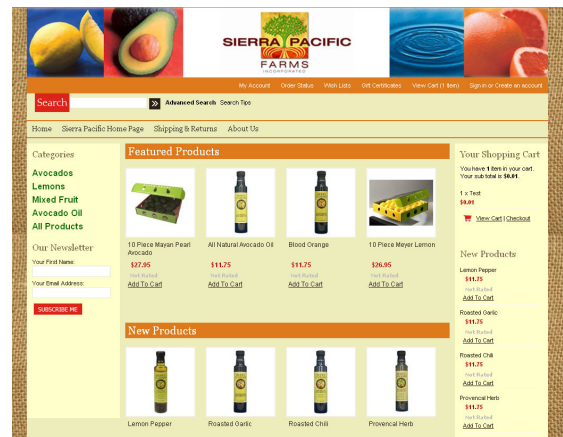 SIERRA PACIFIC
FARMS
INCORPORATED
My Account Order Status Wish Lists Gift Certificates View Cart (1 item) Sign in or Create an account
Search Advanced Search Search Tips
Home Sierra Pacific Home Page Shipping & Returns About Us
Categories
Avocados
Lemons
Mixed Fruit
Avocado Oil
All Products
Our Newsletter
Your First Name:
Your Email Address:
SUBSCRIBE ME
Featured Products
10 Piece Mayan Pearl
Avocado
$27.95
Not Rated
Add To Cart
All Natural Avocado Oil
$11.75
Not Rated
Add To Cart
Blood Orange
$11.75
Not Rated
Add To Cart
10 Piece Meyer Lemon
$26.95
Not Rated
Add To Cart
New Products
Lemon Pepper
Roasted Garlic
Roasted Chili
Provencal Herb
Your Shopping Cart
You have 1 item in your cart.
Your sub total is $0.01.
1 x Test
$0.01
View Cart | Checkout
New Products
Lemon Pepper
$11.75
Not Rated
Add To Cart
Roasted Garlic
$11.75
Not Rated
Add To Cart
Roasted Chili
$11.75
Not Rated
Add To Cart
Provencal Herb
$11.75
Not Rated
Add To Cart